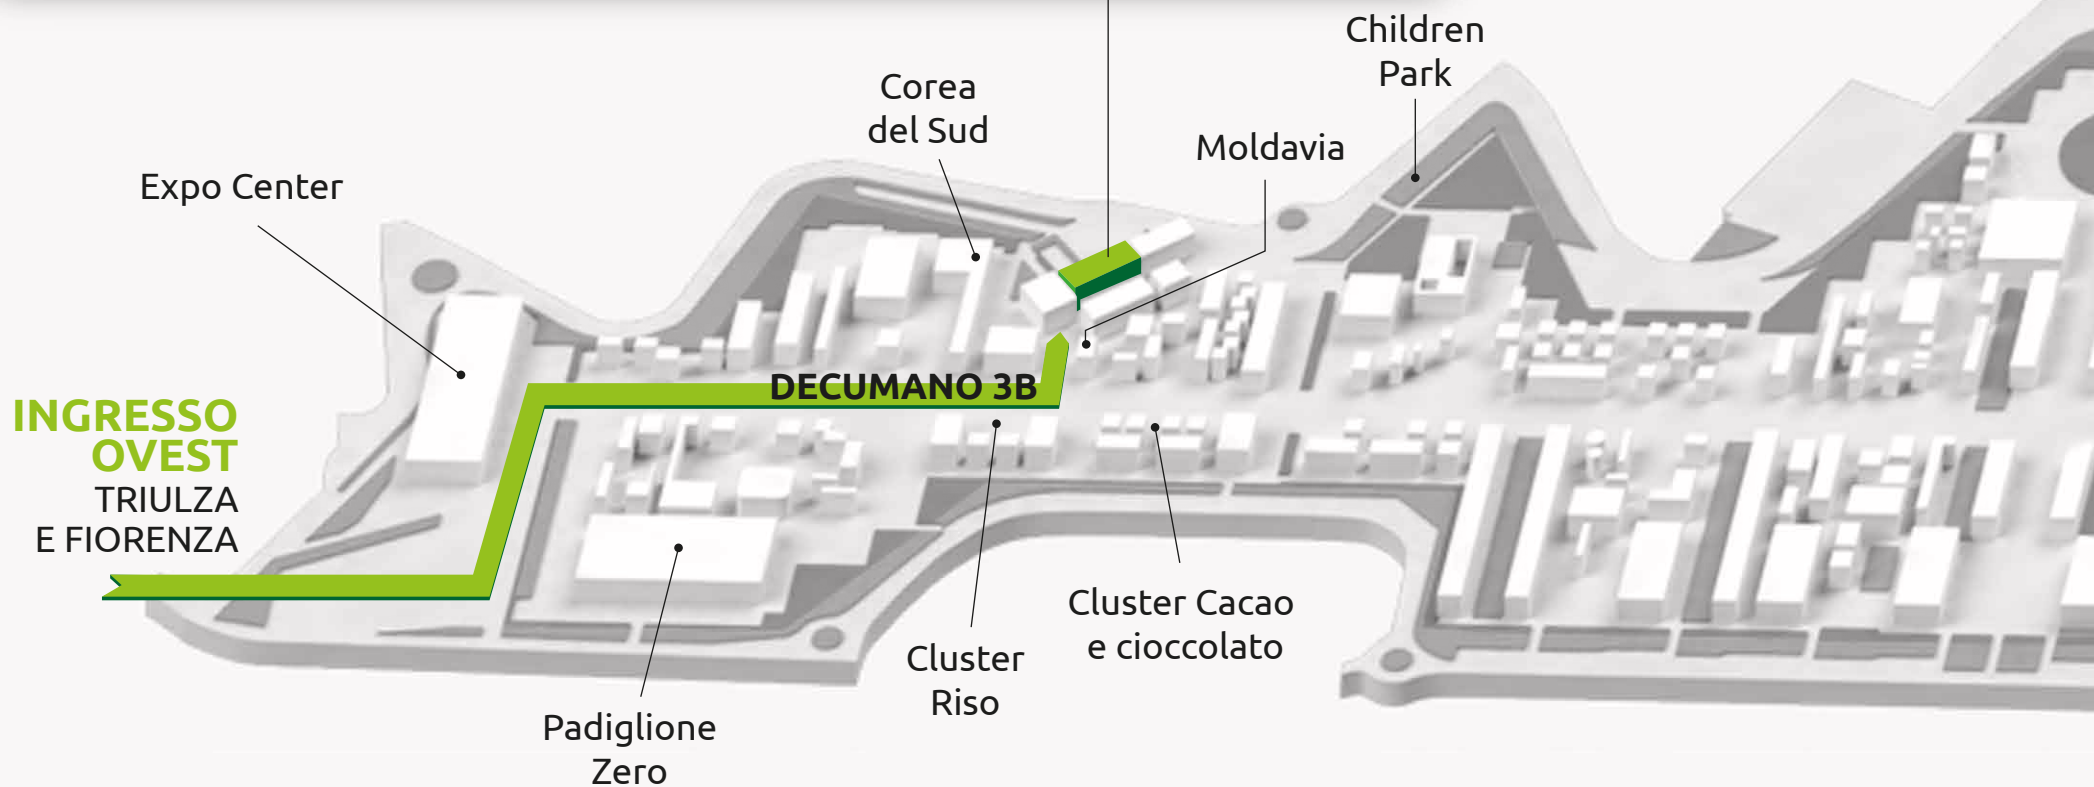 Children
Park
Corea
del Sud
Moldavia
Expo Center
DECUMANO 3B
INGRESSO
OVEST
TRIULZA
E FIORENZA
Cluster Cacao
e cioccolato
Cluster
Riso
Padiglione
Zero